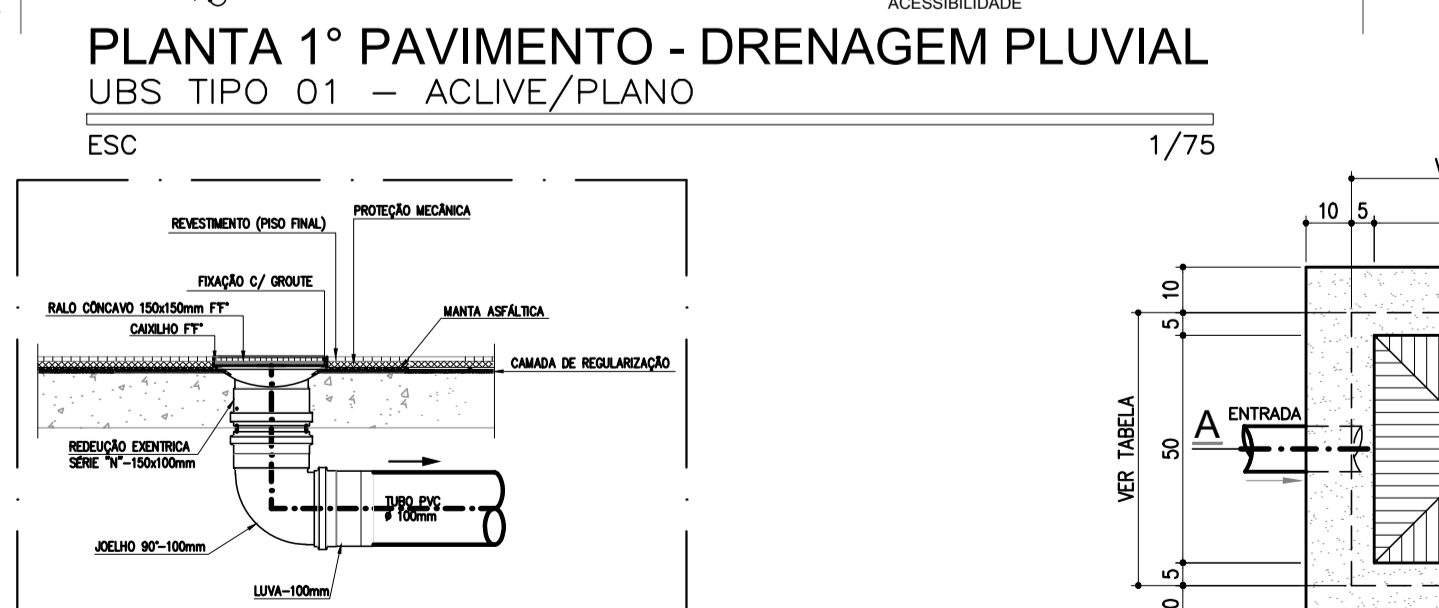 ACESSIBILIDADE
PLANTA 1° PAVIMENTO - DRENAGEM PLUVIAL
UBS TIPO 01 – ACLIVE/PLANO
ESC
1/75
PROTEÇÃO MECÂNICA
REVESTIMENTO (PISO FINAL)
FIXAÇÃO C/ GROUTE
RALO CÔNCAVO 150x150mm F°F°
MANTA ASFÁLTICA
CAIXILHO F°F°
CAMADA DE REGULARIZAÇÃO
REDEUÇÃO EXENTRICA
SÉRIE "N"-150x100mm
TUBO PVC
ø 100mm
JOELHO 90°-100mm
LUVA-100mm
10 5
10
5
VER TABELA
50
A
ENTRADA
5